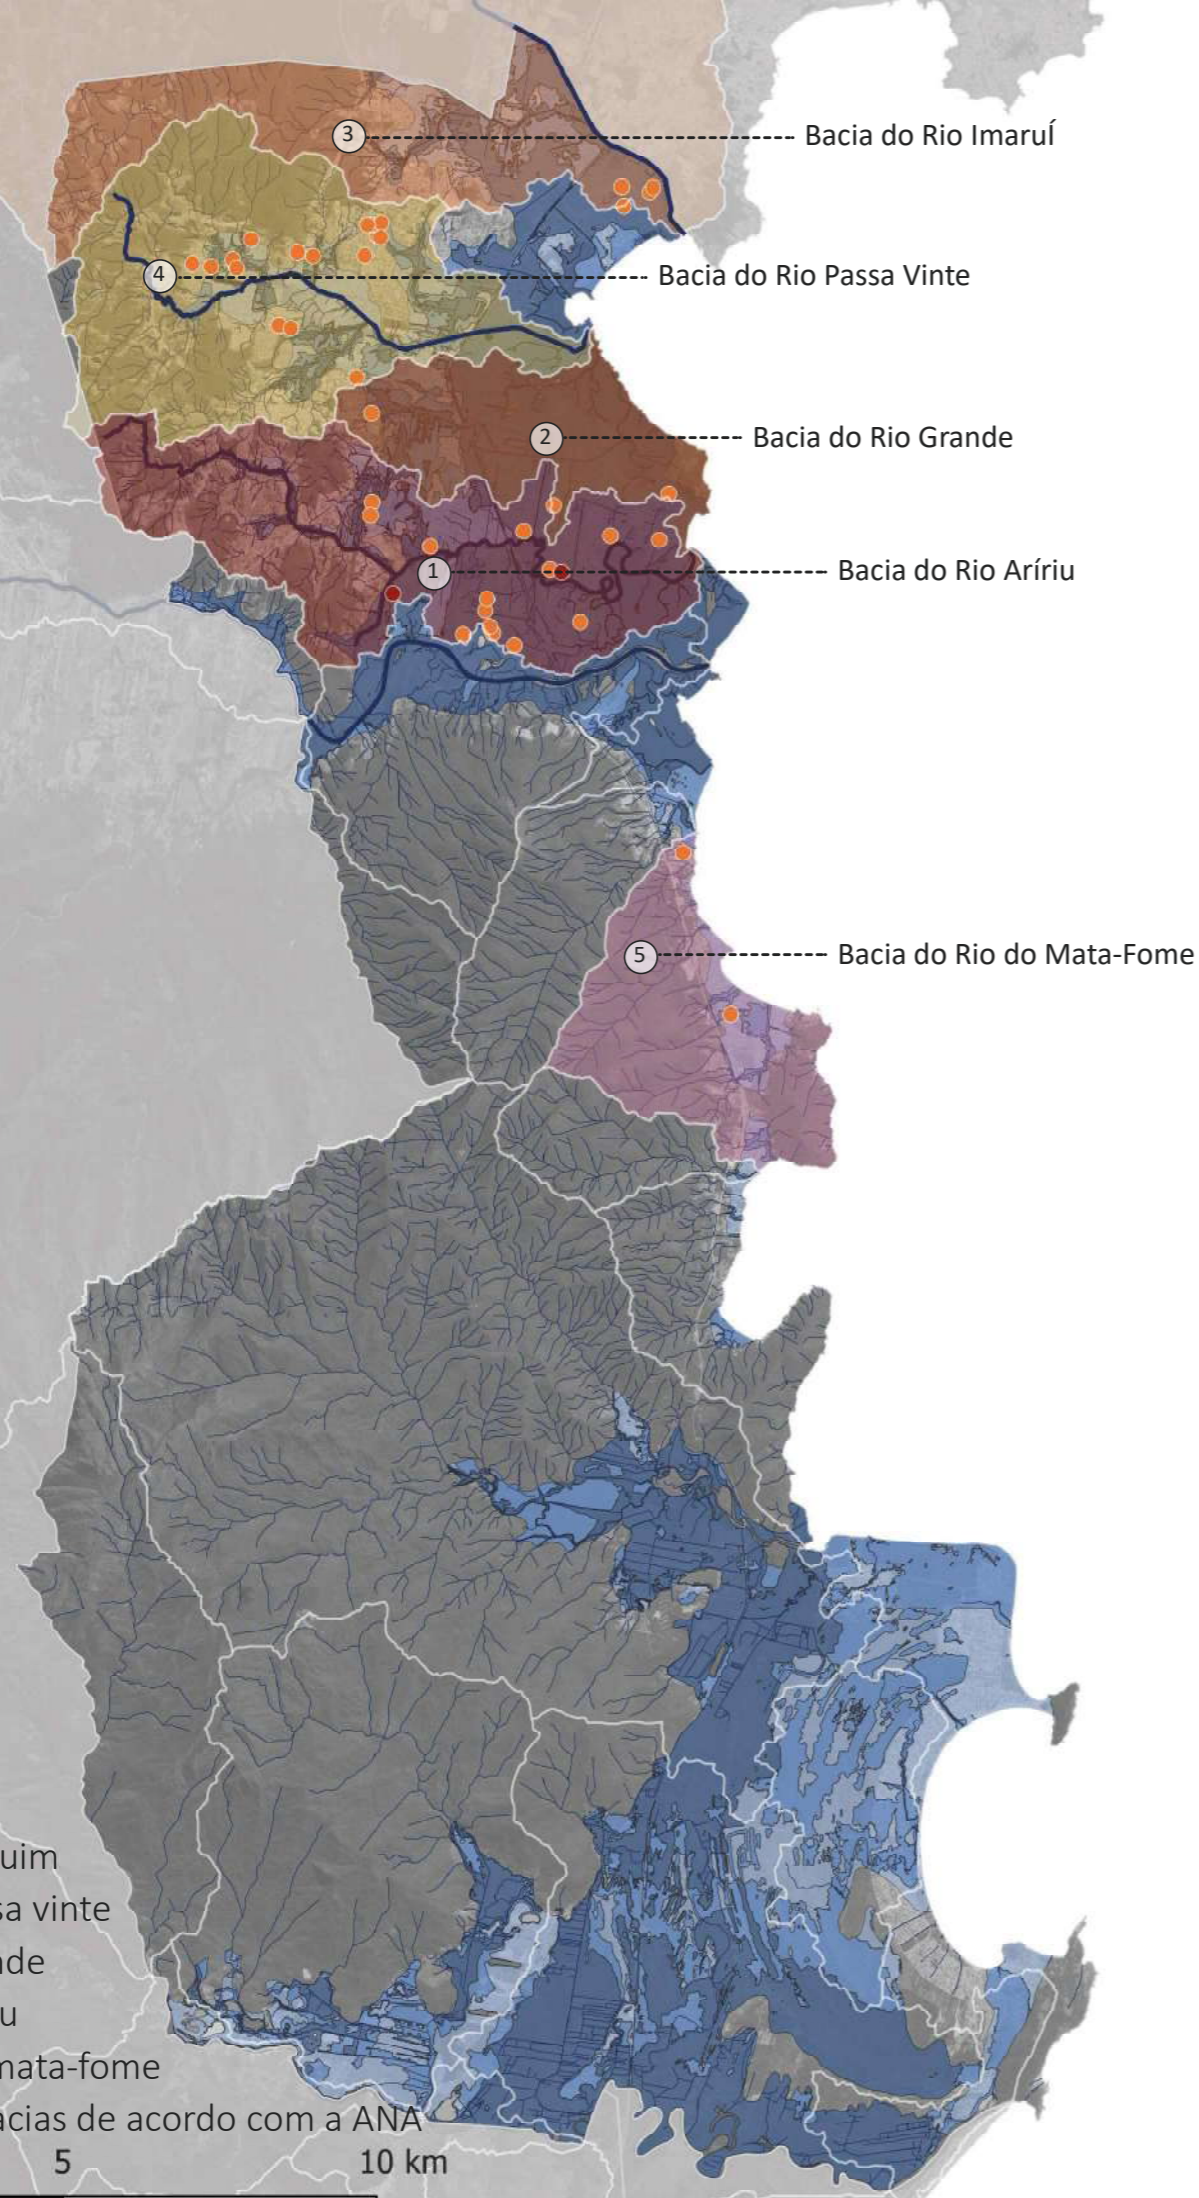 3
Bacia do Rio ImaruÍ
4
Bacia do Rio Passa Vinte
2
Bacia do Rio Grande
1
Bacia do Rio Aríriu
5
Bacia do Rio do Mata-Fome
uim
sa vinte
nde
u
mata-fome
acias de acordo com a ANA
5 10 km